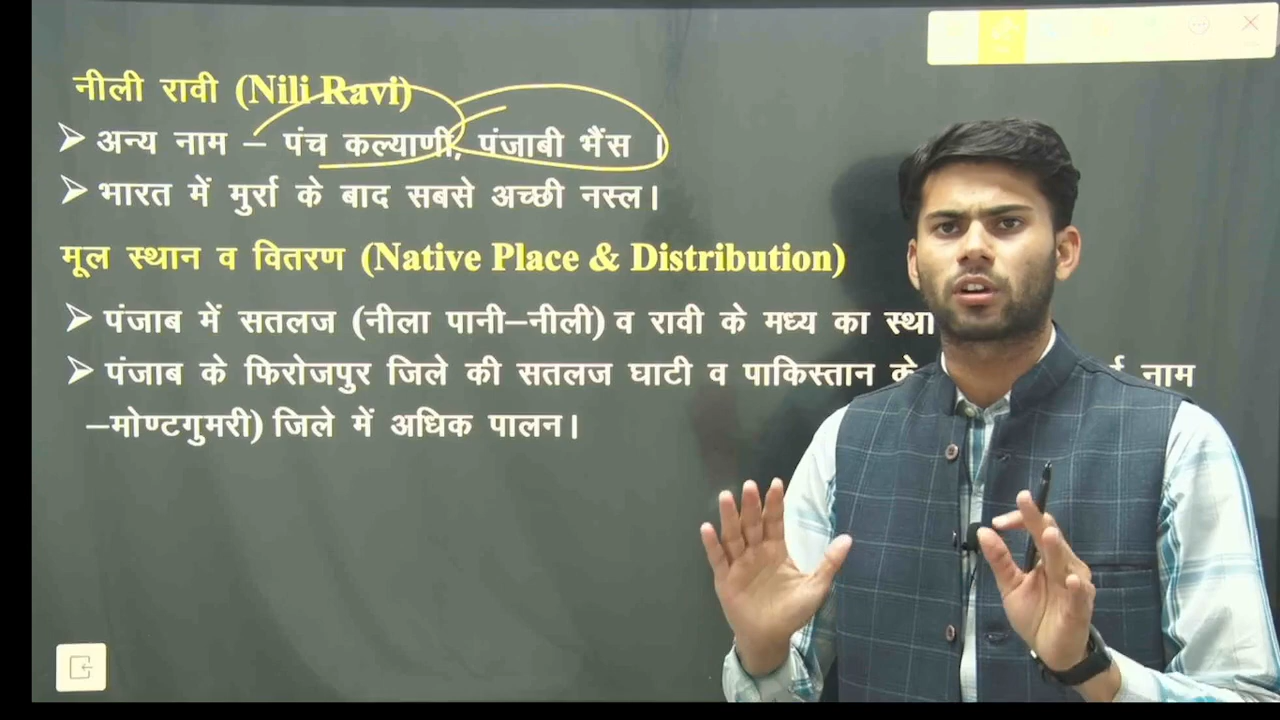 नीली रावी (Nili Ravi)
➢ अन्य नाम – पंच कल्याणी, पंजाबी भैंस ।
➢ भारत में मुर्रा के बाद सबसे अच्छी नस्ल।
मूल स्थान व वितरण (Native Place & Distribution)
➢ पंजाब में सतलज (नीला पानी–नीली) व रावी के मध्य का
➢ पंजाब के फिरोजपुर जिले की सतलज घाटी व पाकिस्तान के नाम
–मोण्टगुमरी) जिले में अधिक पालन।